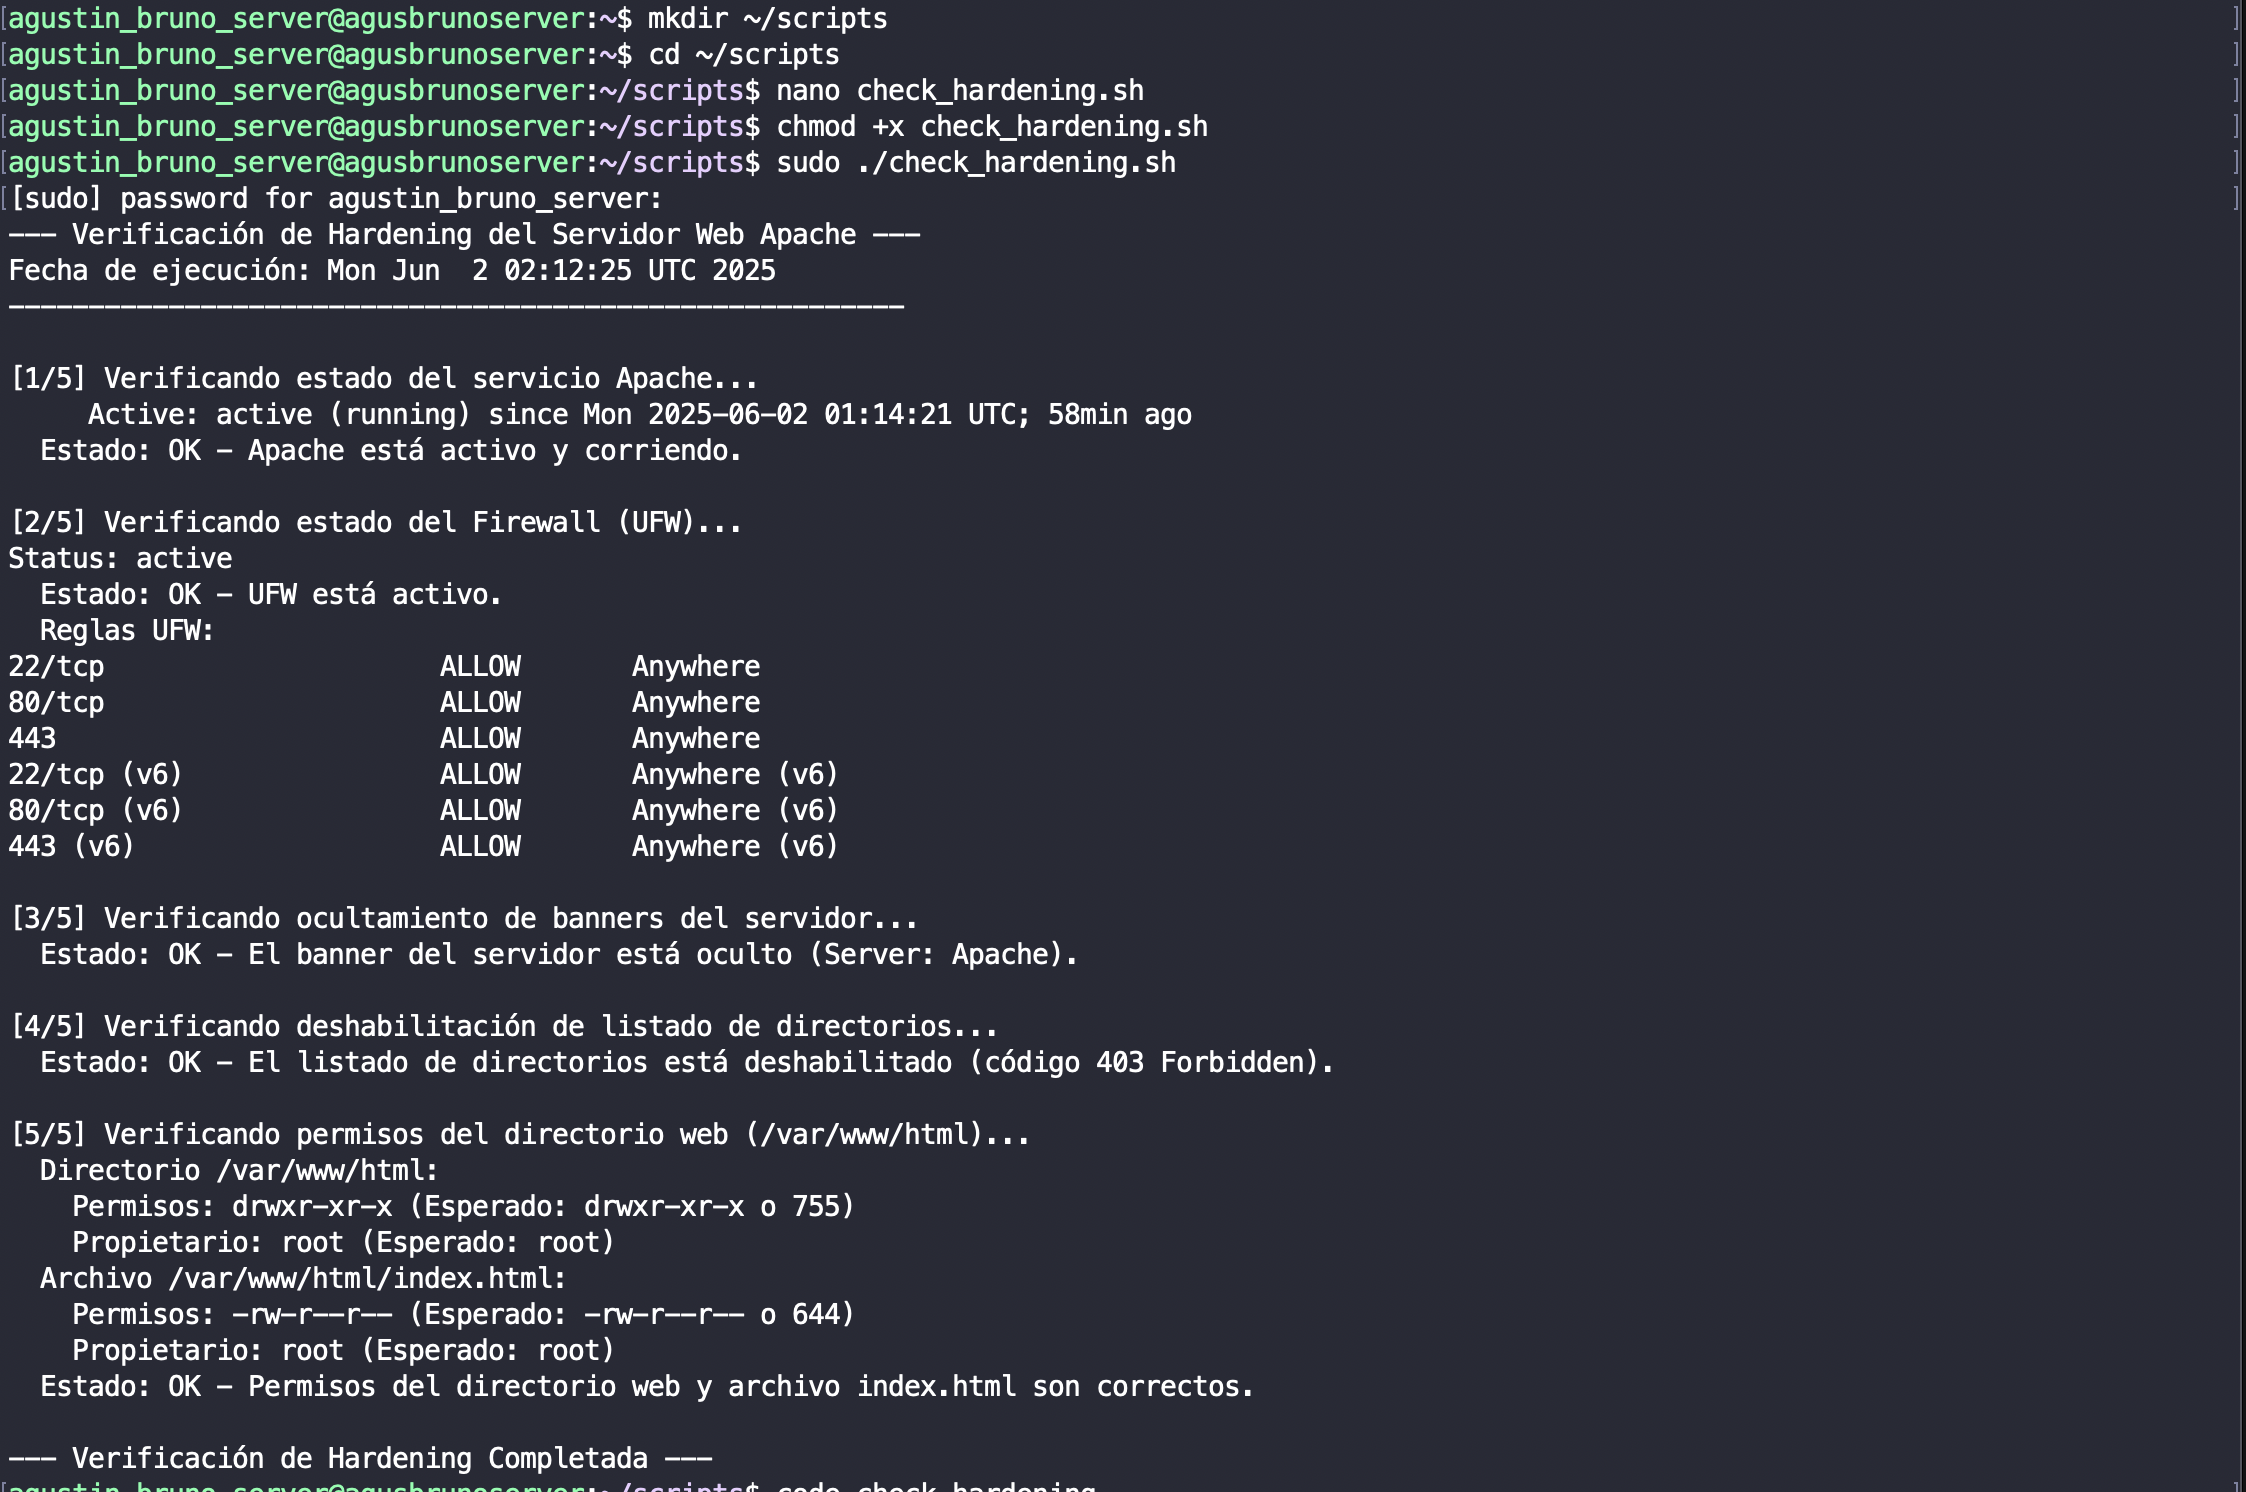 [agustin_bruno_server@agusbrunoserver:~$ mkdir ~/scripts ]
[agustin_bruno_server@agusbrunoserver:~$ cd ~/scripts ]
[agustin_bruno_server@agusbrunoserver:~/scripts$ nano check_hardening.sh ]
[agustin_bruno_server@agusbrunoserver:~/scripts$ chmod +x check_hardening.sh ]
[agustin_bruno_server@agusbrunoserver:~/scripts$ sudo ./check_hardening.sh ]
[[sudo] password for agustin_bruno_server: ]
--- Verificación de Hardening del Servidor Web Apache ---
Fecha de ejecución: Mon Jun  2 02:12:25 UTC 2025
--------------------------------------------------------
[1/5] Verificando estado del servicio Apache...
     Active: active (running) since Mon 2025-06-02 01:14:21 UTC; 58min ago
  Estado: OK - Apache está activo y corriendo.
[2/5] Verificando estado del Firewall (UFW)...
Status: active
  Estado: OK - UFW está activo.
  Reglas UFW:
22/tcp                     ALLOW       Anywhere
80/tcp                     ALLOW       Anywhere
443                        ALLOW       Anywhere
22/tcp (v6)                ALLOW       Anywhere (v6)
80/tcp (v6)                ALLOW       Anywhere (v6)
443 (v6)                   ALLOW       Anywhere (v6)
[3/5] Verificando ocultamiento de banners del servidor...
  Estado: OK - El banner del servidor está oculto (Server: Apache).
[4/5] Verificando deshabilitación de listado de directorios...
  Estado: OK - El listado de directorios está deshabilitado (código 403 Forbidden).
[5/5] Verificando permisos del directorio web (/var/www/html)...
  Directorio /var/www/html:
    Permisos: drwxr-xr-x (Esperado: drwxr-xr-x o 755)
    Propietario: root (Esperado: root)
  Archivo /var/www/html/index.html:
    Permisos: -rw-r--r-- (Esperado: -rw-r--r-- o 644)
    Propietario: root (Esperado: root)
  Estado: OK - Permisos del directorio web y archivo index.html son correctos.
--- Verificación de Hardening Completada ---
[agustin_bruno_server@agusbrunoserver:~/scripts$ code check_hardening ]